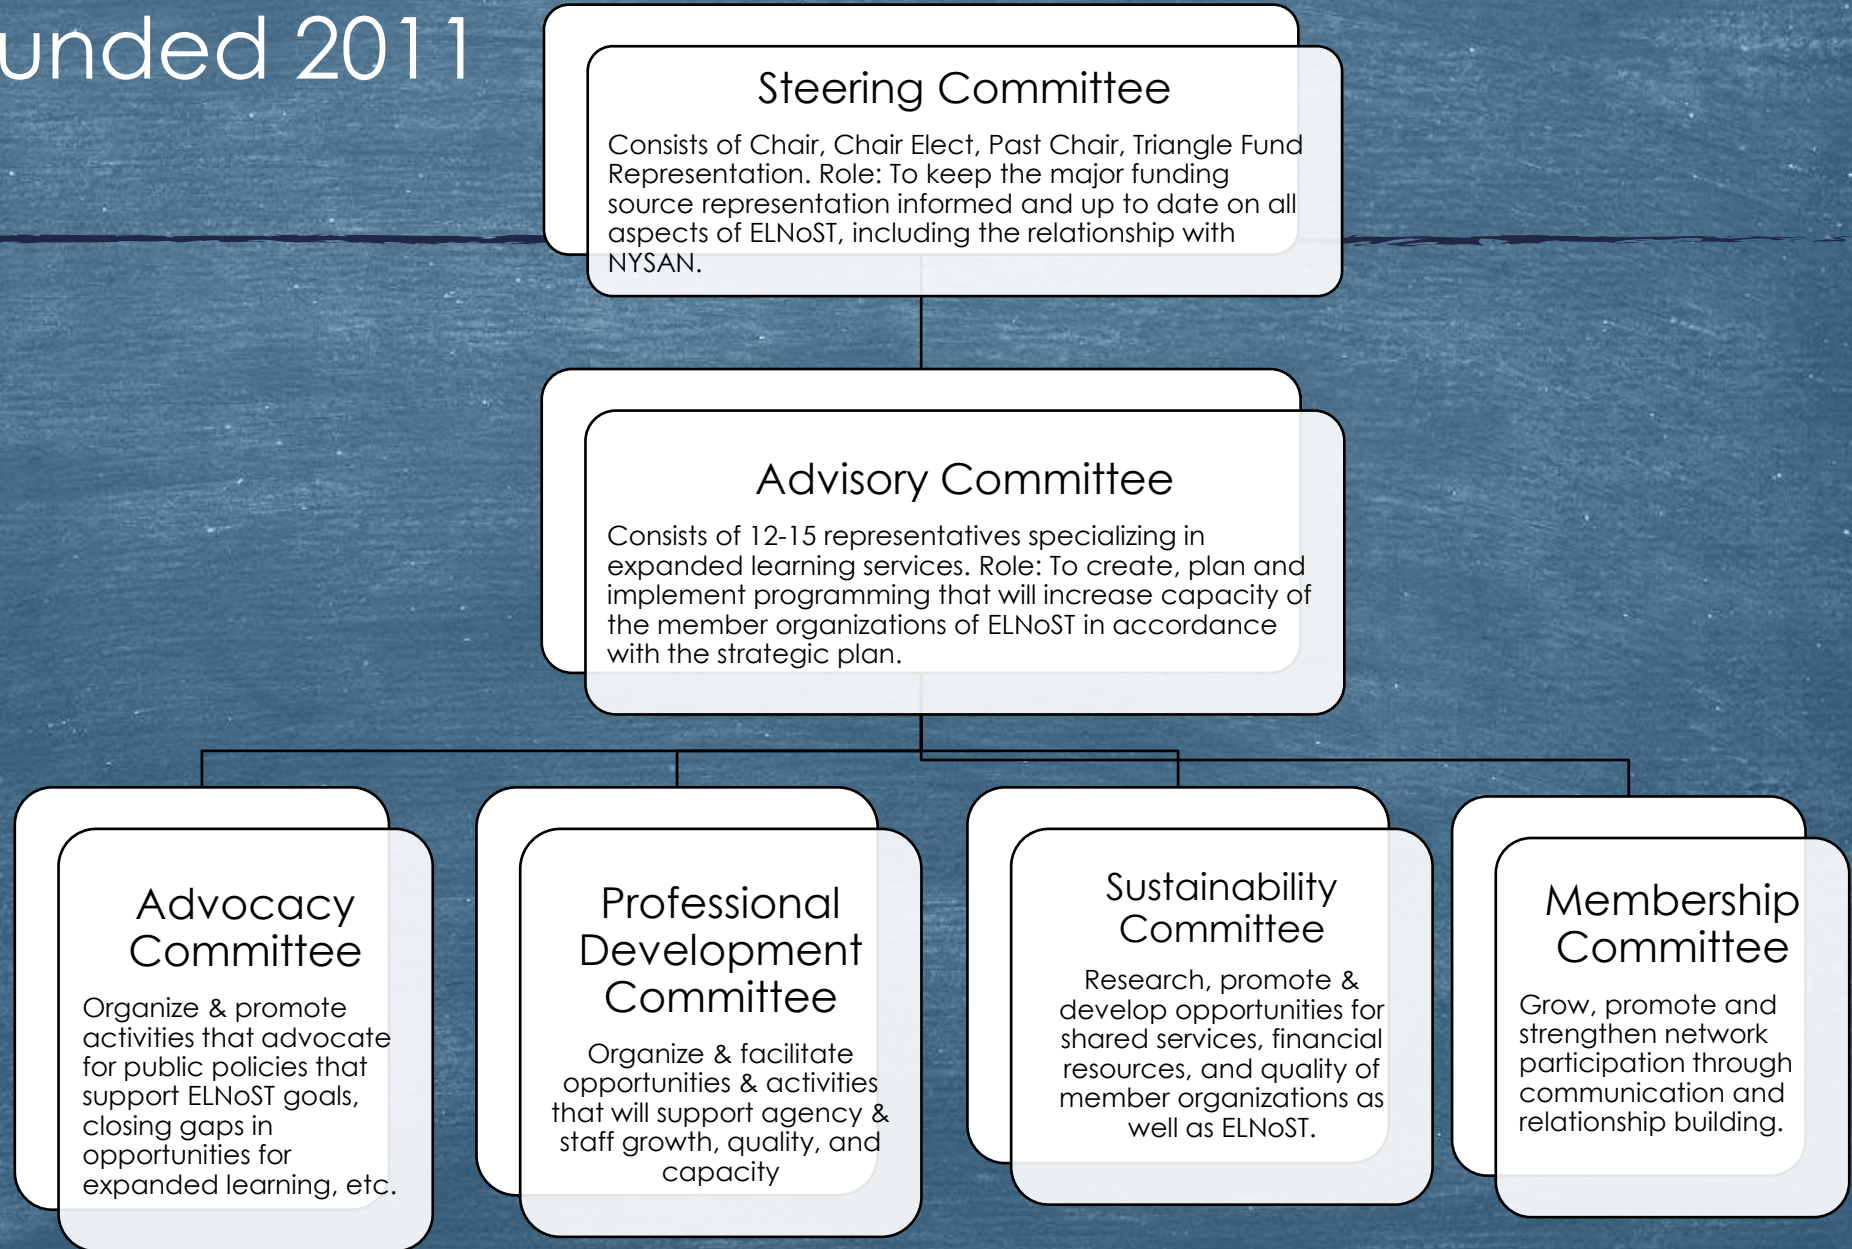 unded 2011
Steering Committee
Consists of Chair, Chair Elect, Past Chair, Triangle Fund
Representation. Role: To keep the major funding
source representation informed and up to date on all
aspects of ELNoST, including the relationship with
NYSAN.
Advisory Committee
Consists of 12-15 representatives specializing in
expanded learning services. Role: To create, plan and
implement programming that will increase capacity of
the member organizations of ELNoST in accordance
with the strategic plan.
Advocacy
Committee
Organize & promote
activities that advocate
for public policies that
support ELNoST goals,
closing gaps in
opportunities for
expanded learning, etc.
Professional
Development
Committee
Organize & facilitate
opportunities & activities
that will support agency &
staff growth, quality, and
capacity
Sustainability
Committee
Research, promote &
develop opportunities for
shared services, financial
resources, and quality of
member organizations as
well as ELNoST.
Membership
Committee
Grow, promote and
strengthen network
participation through
communication and
relationship building.